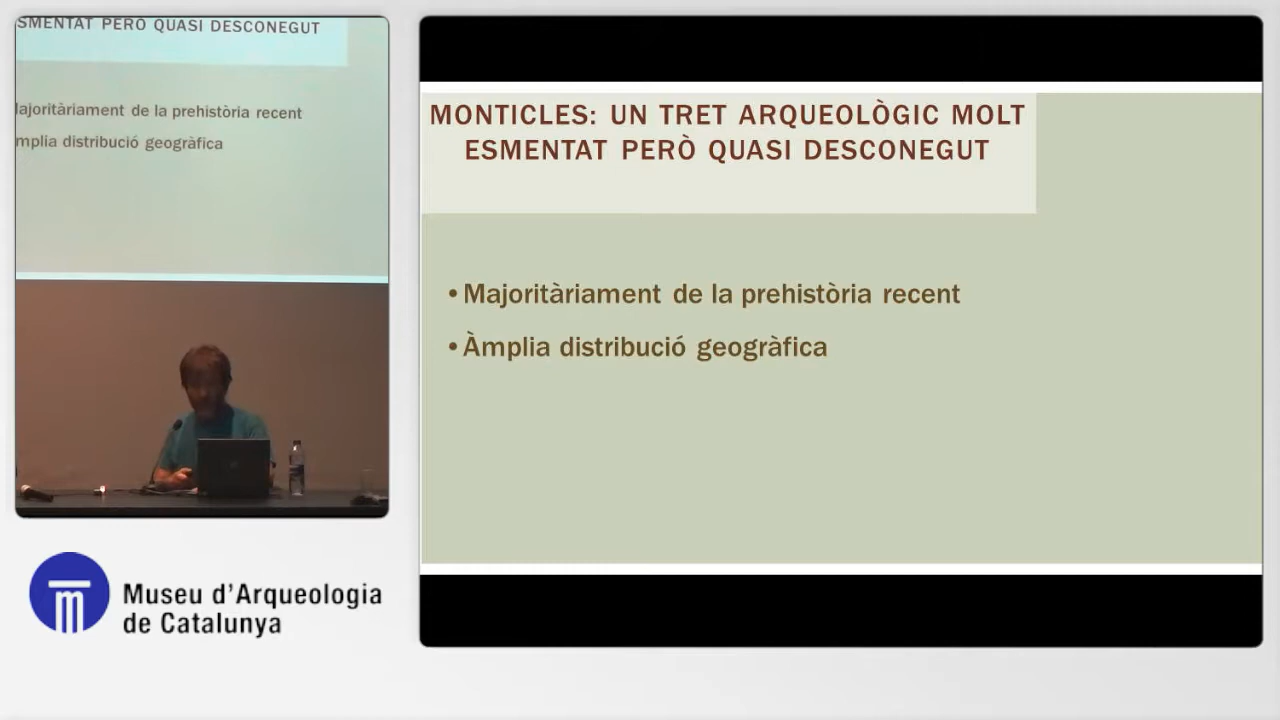 SMENTAT PERÒ QUASI DESCONEGUT
ajoritàriament de la prehistòria recent
mplia distribució geogràfica
MONTICLES: UN TRET ARQUEOLÒGIC MOLT
ESMENTAT PERÒ QUASI DESCONEGUT
• Majoritàriament de la prehistòria recent
• Àmplia distribució geogràfica
Museu d'Arqueologia
de Catalunya